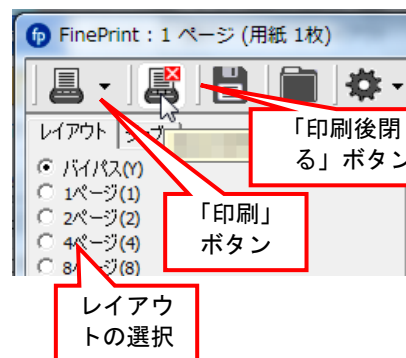 FinePrint : 1 ページ (用紙 1枚)
レイアウト
「印刷後閉
る」ボタン
バイパス(Y)
1ページ(1)
2ページ(2)
4ページ(4)
8ページ(8)
「印刷」
ボタン
レイアウ
トの選択